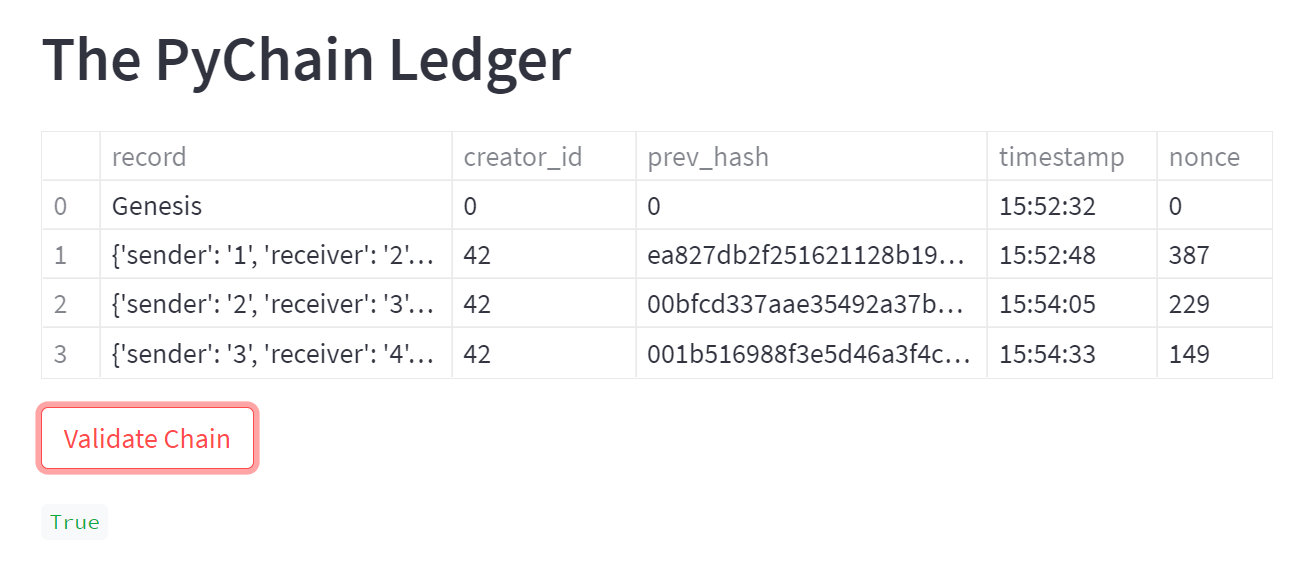 The PyChain Ledger
record creator_id prev_hash timestamp nonce
0 Genesis 0 0 15:52:32 0
1 {'sender': '1', 'receiver': '2'... 42 ea827db2f251621128b19... 15:52:48 387
2 {'sender': '2', 'receiver': '3'... 42 00bfcd337aae35492a37b... 15:54:05 229
3 {'sender': '3', 'receiver': '4'... 42 001b516988f3e5d46a3f4c... 15:54:33 149
Validate Chain
True